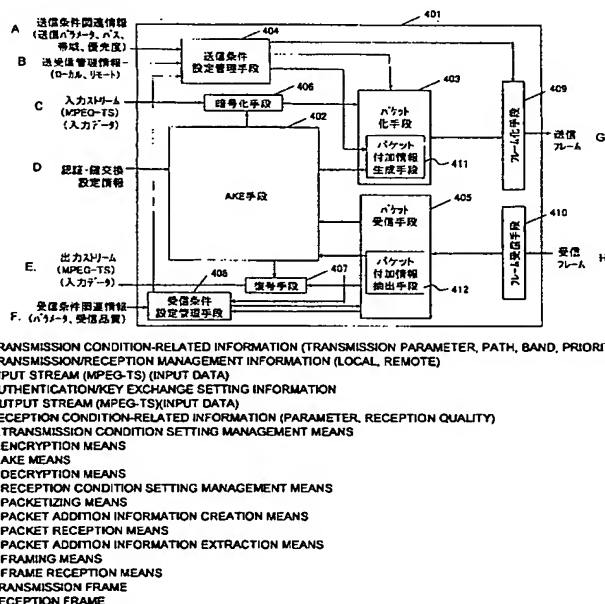 401
A 送信条件関連情報
(送信パラメータ、パス、
帯域、優先度)
B 送受信管理情報
(ローカル、リモート)
404
送信条件
設定管理手段
406
C 入力ストリーム
(MPEG-TS)
(入力データ)
暗号化手段
402
403
パケット
化手段
409
フレーム化手段
G
送信
フレーム
D 認証・鍵交換
設定情報
AKE手段
パケット
付加情報
生成手段
411
405
パケット
受信手段
410
フレーム受信手段
H
受信
フレーム
E. 出力ストリーム
(MPEG-TS)
(入力データ)
407
復号手段
パケット
付加情報
抽出手段
412
408
受信条件
設定管理手段
F. 受信条件関連情報
(パラメータ、受信品質)
RANSMISSION CONDITION-RELATED INFORMATION (TRANSMISSION PARAMETER, PATH, BAND, PRIORIT
RANSMISSION/RECEPTION MANAGEMENT INFORMATION (LOCAL, REMOTE)
PUT STREAM (MPEG-TS) (INPUT DATA)
UTHENTICATION/KEY EXCHANGE SETTING INFORMATION
UTPUT STREAM (MPEG-TS)(INPUT DATA)
ECEPTION CONDITION-RELATED INFORMATION (PARAMETER, RECEPTION QUALITY)
TRANSMISSION CONDITION SETTING MANAGEMENT MEANS
ENCRYPTION MEANS
AKE MEANS
DECRYPTION MEANS
RECEPTION CONDITION SETTING MANAGEMENT MEANS
PACKETIZING MEANS
PACKET ADDITION INFORMATION CREATION MEANS
PACKET RECEPTION MEANS
PACKET ADDITION INFORMATION EXTRACTION MEANS
FRAMING MEANS
FRAME RECEPTION MEANS
RANSMISSION FRAME
ECEPTION FRAME